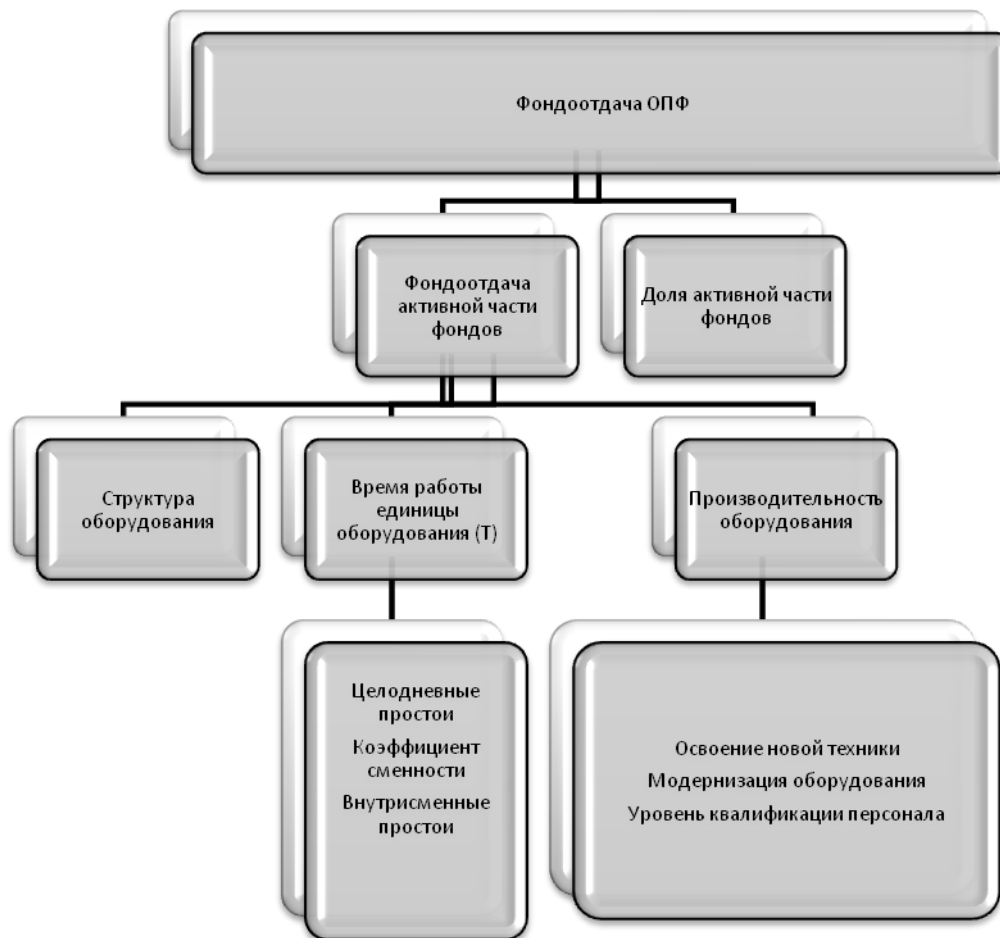 Фондоотдача ОПФ
Фондоотдача
активной части
фондов
Доля активной части
фондов
Структура
оборудования
Время работы
единицы
оборудования (Т)
Производительность
оборудования
Целодневные
простои
Коэффициент
сменности
Внутрисменные
простои
Освоение новой техники
Модернизация оборудования
Уровень квалификации персонала